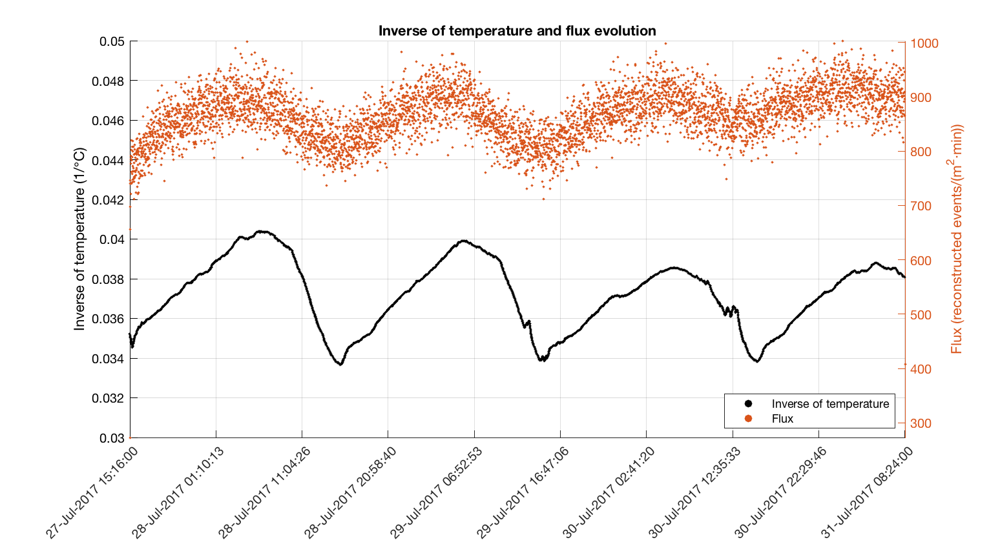 Inverse of temperature and flux evolution
Inverse of temperature (1/°C)
0.05
0.048
0.046
0.044
0.042
0.04
0.038
0.036
0.034
0.032
0.03
1000
900
800
700
600
500
400
300
Flux (reconstructed events/(m²·min))
Inverse of temperature
Flux
27-Jul-2017 15:16:00
28-Jul-2017 01:10:13
28-Jul-2017 11:04:26
28-Jul-2017 20:58:40
29-Jul-2017 06:52:53
29-Jul-2017 16:47:06
30-Jul-2017 02:41:20
30-Jul-2017 12:35:33
30-Jul-2017 22:29:46
31-Jul-2017 08:24:00